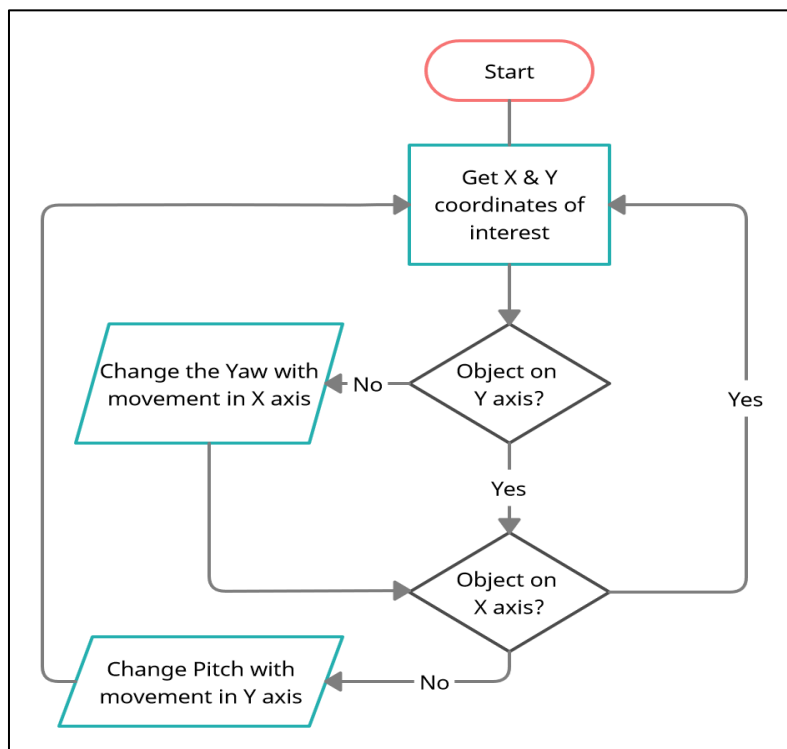 Start
Get X & Y
coordinates of
interest
Change the Yaw with
movement in X axis
No
Object on
Y axis?
Yes
Yes
Object on
X axis?
Change Pitch with
movement in Y axis
No